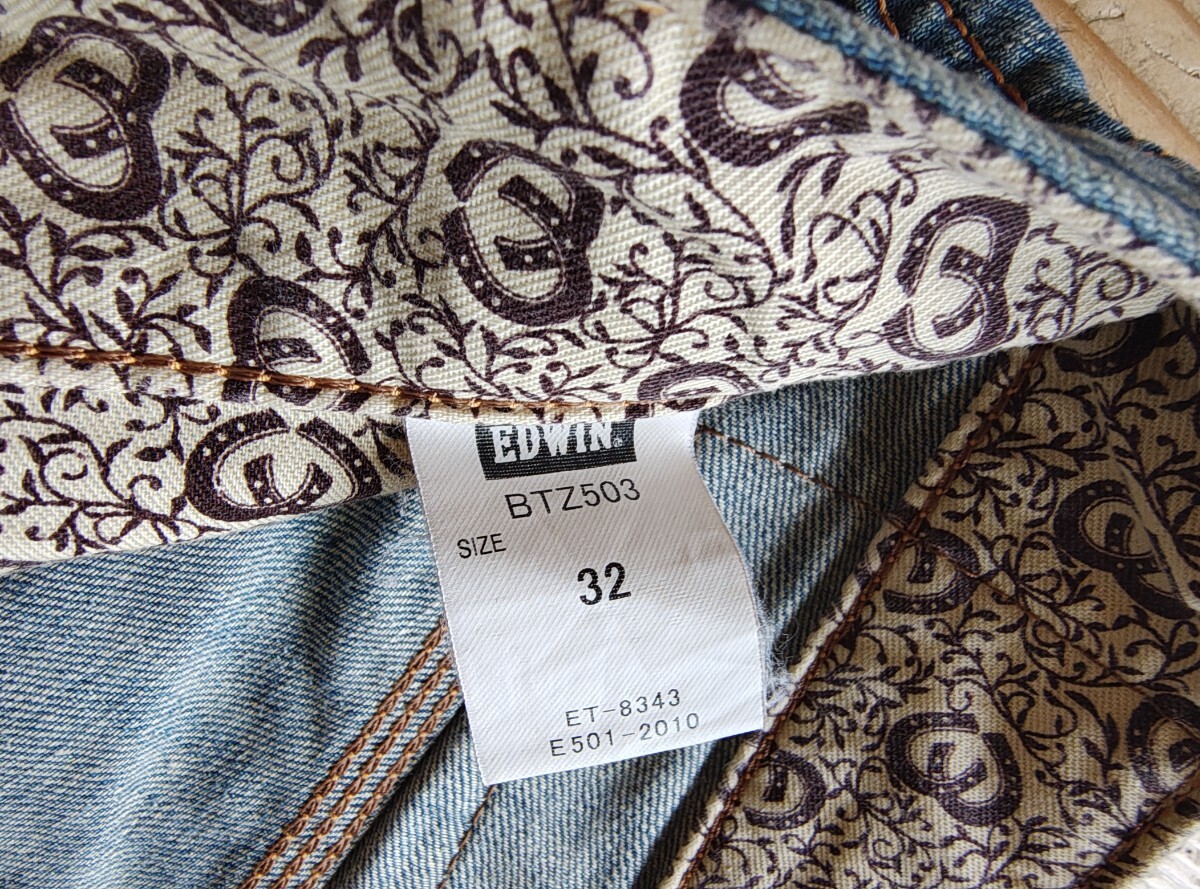 EDWIN.
BTZ503
SIZE
32
ET-8343
E501-2010